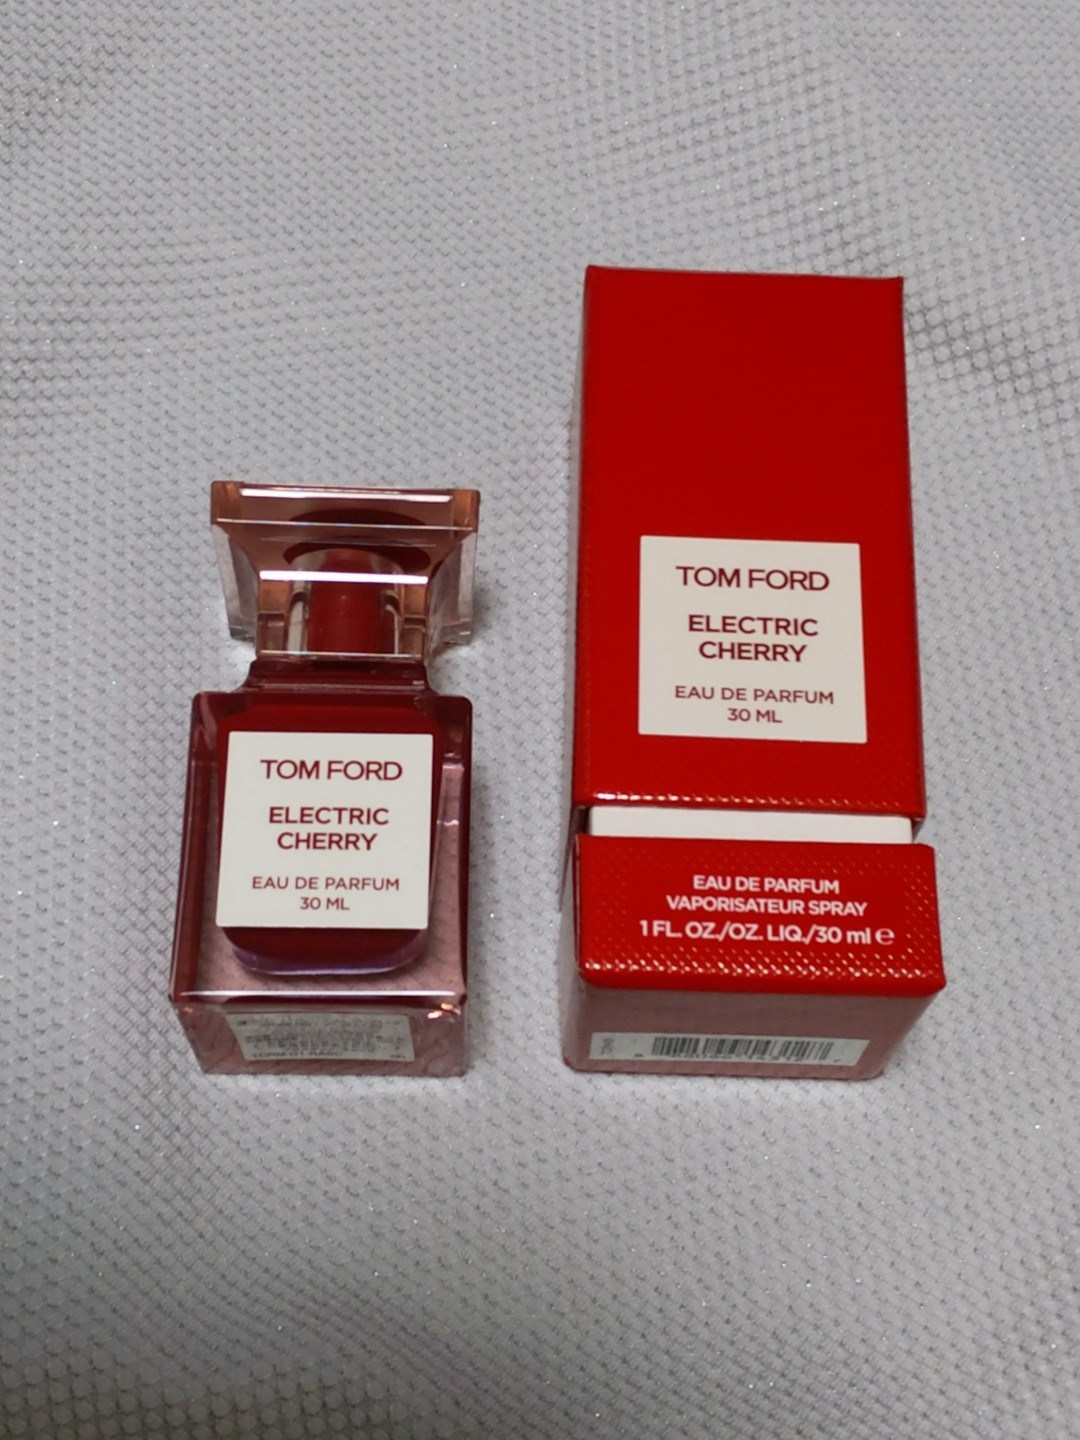 TOM FORD
ELECTRIC
CHERRY
EAU DE PARFUM
30 ML
TOM FORD
ELECTRIC
CHERRY
EAU DE PARFUM
30 ML
EAU DE PARFUM
VAPORISATEUR SPRAY
1 FL. OZ./OZ. LIQ./30 ml ℮